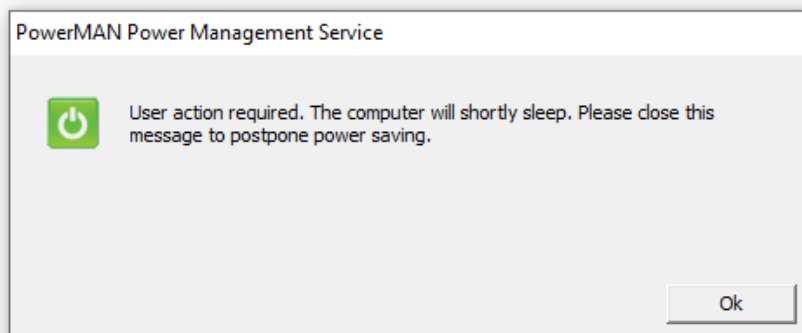 PowerMAN Power Management Service
User action required. The computer will shortly sleep. Please close this
message to postpone power saving.
Ok